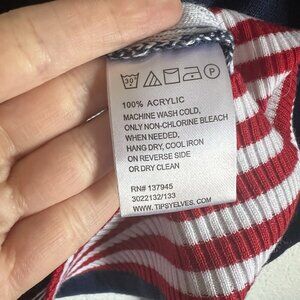 30°
P
100% ACRYLIC
MACHINE WASH COLD,
ONLY NON-CHLORINE BLEACH
WHEN NEEDED,
HANG DRY, COOL IRON
ON REVERSE SIDE
OR DRY CLEAN
RN# 137945
3022132/133
WWW.TIPSYELVES.COM